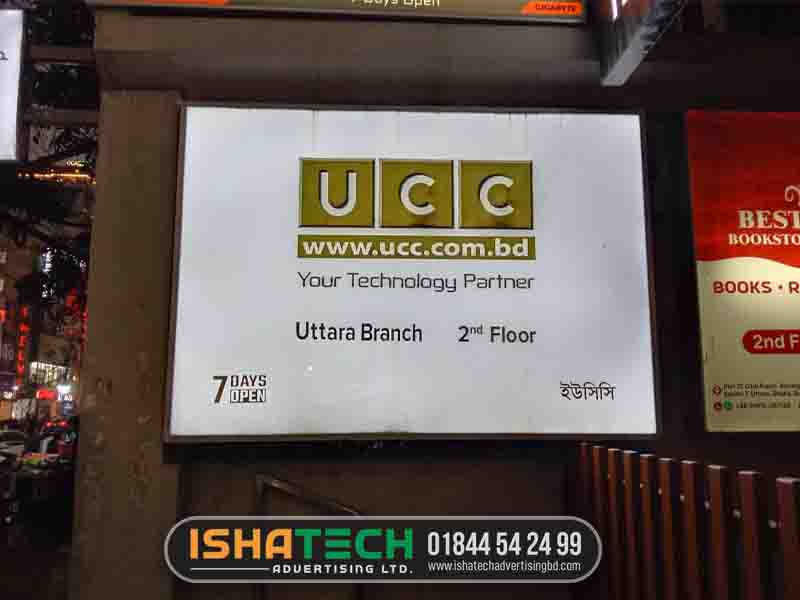 7 Days Open
GIGABYTE
UCC
www.ucc.com.bd
Your Technology Partner
Uttara Branch 2nd Floor
7 DAYS
OPEN
ইউসিসি
BEST
BOOKSTO
BOOKS • R
2nd F
ISHATECH
ADVERTISING LTD.
01844 54 24 99
www.ishatechadvertisingbd.com